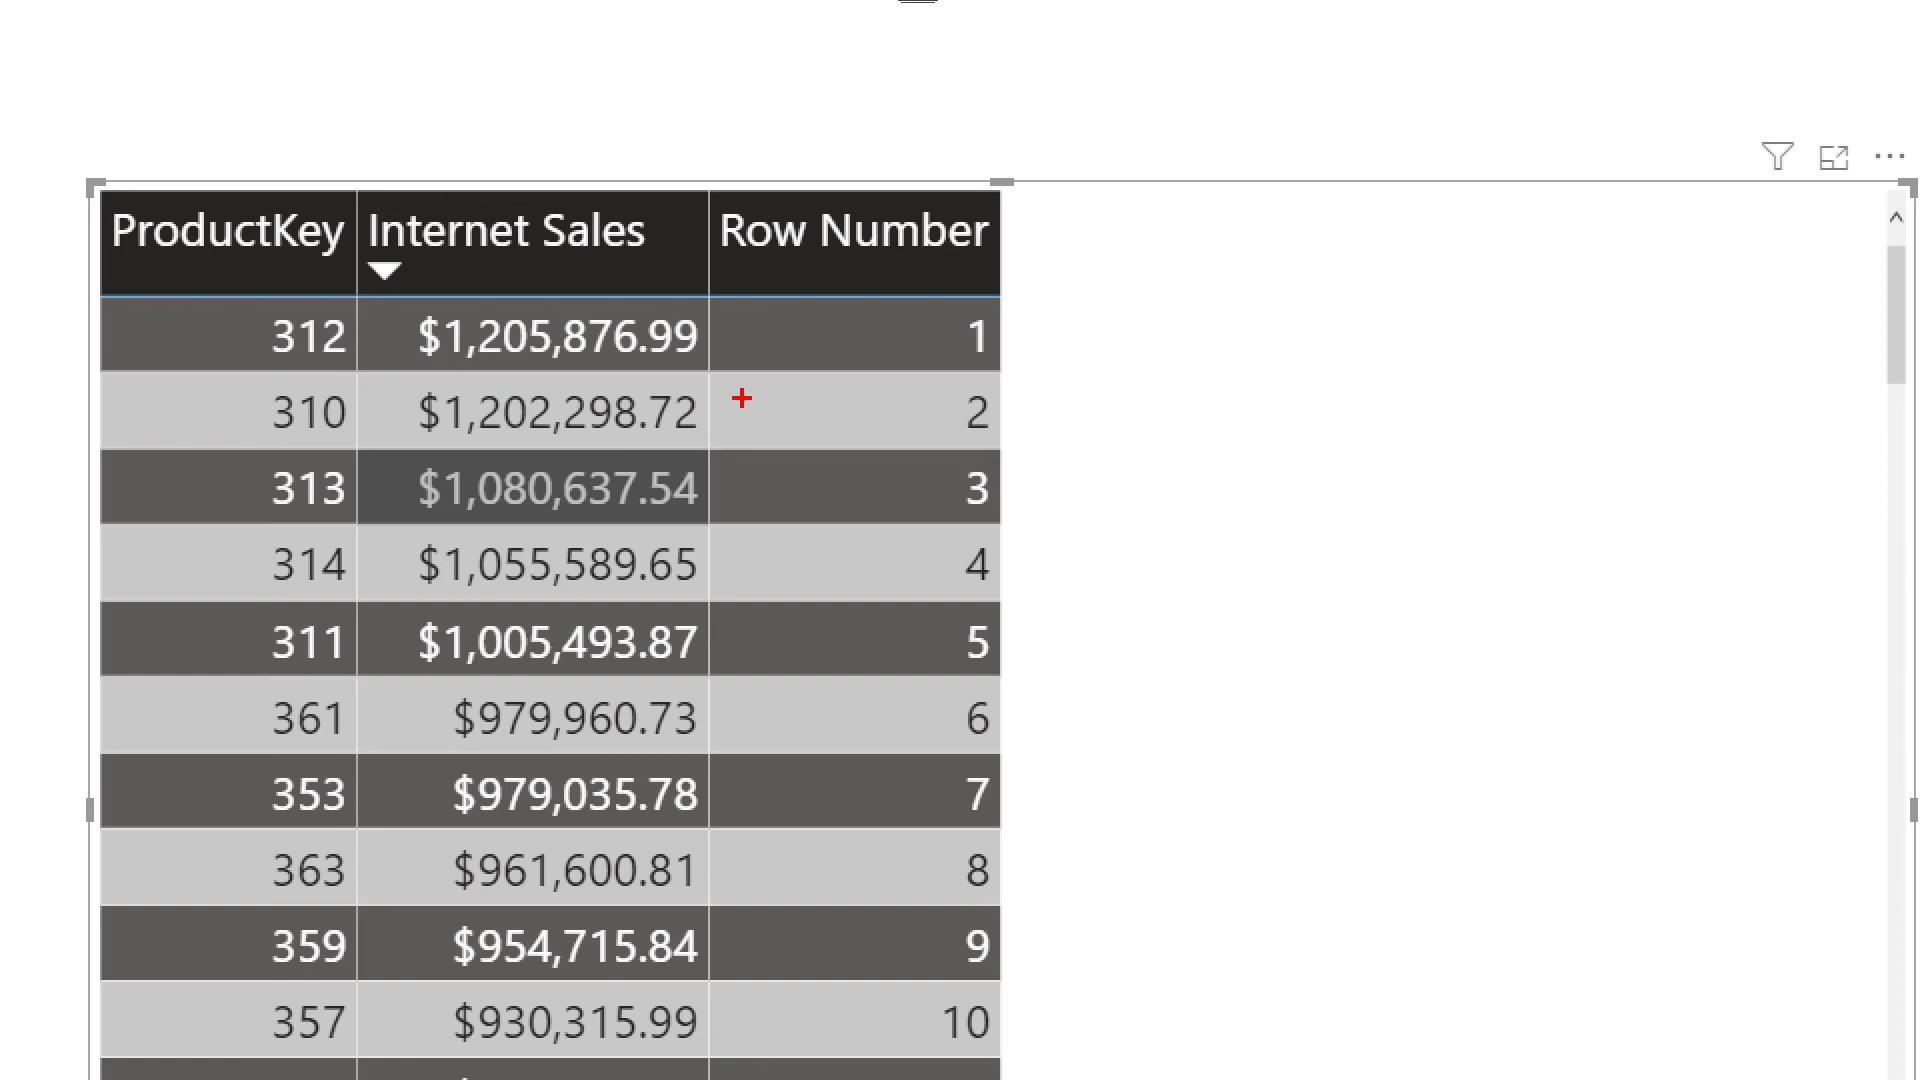 ProductKey Internet Sales Row Number
312 $1,205,876.99 1
310 $1,202,298.72 2
313 $1,080,637.54 3
314 $1,055,589.65 4
311 $1,005,493.87 5
361 $979,960.73 6
353 $979,035.78 7
363 $961,600.81 8
359 $954,715.84 9
357 $930,315.99 10